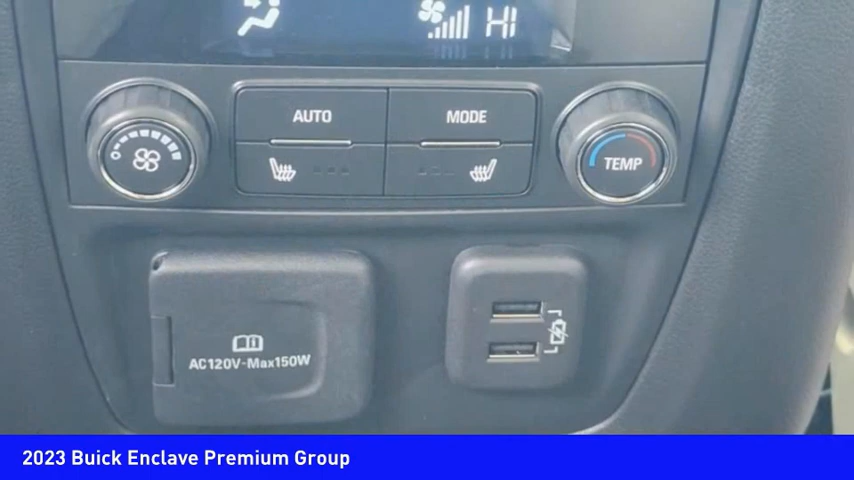 HI
AUTO
MODE
TEMP
AC120V-Max150W
2023 Buick Enclave Premium Group